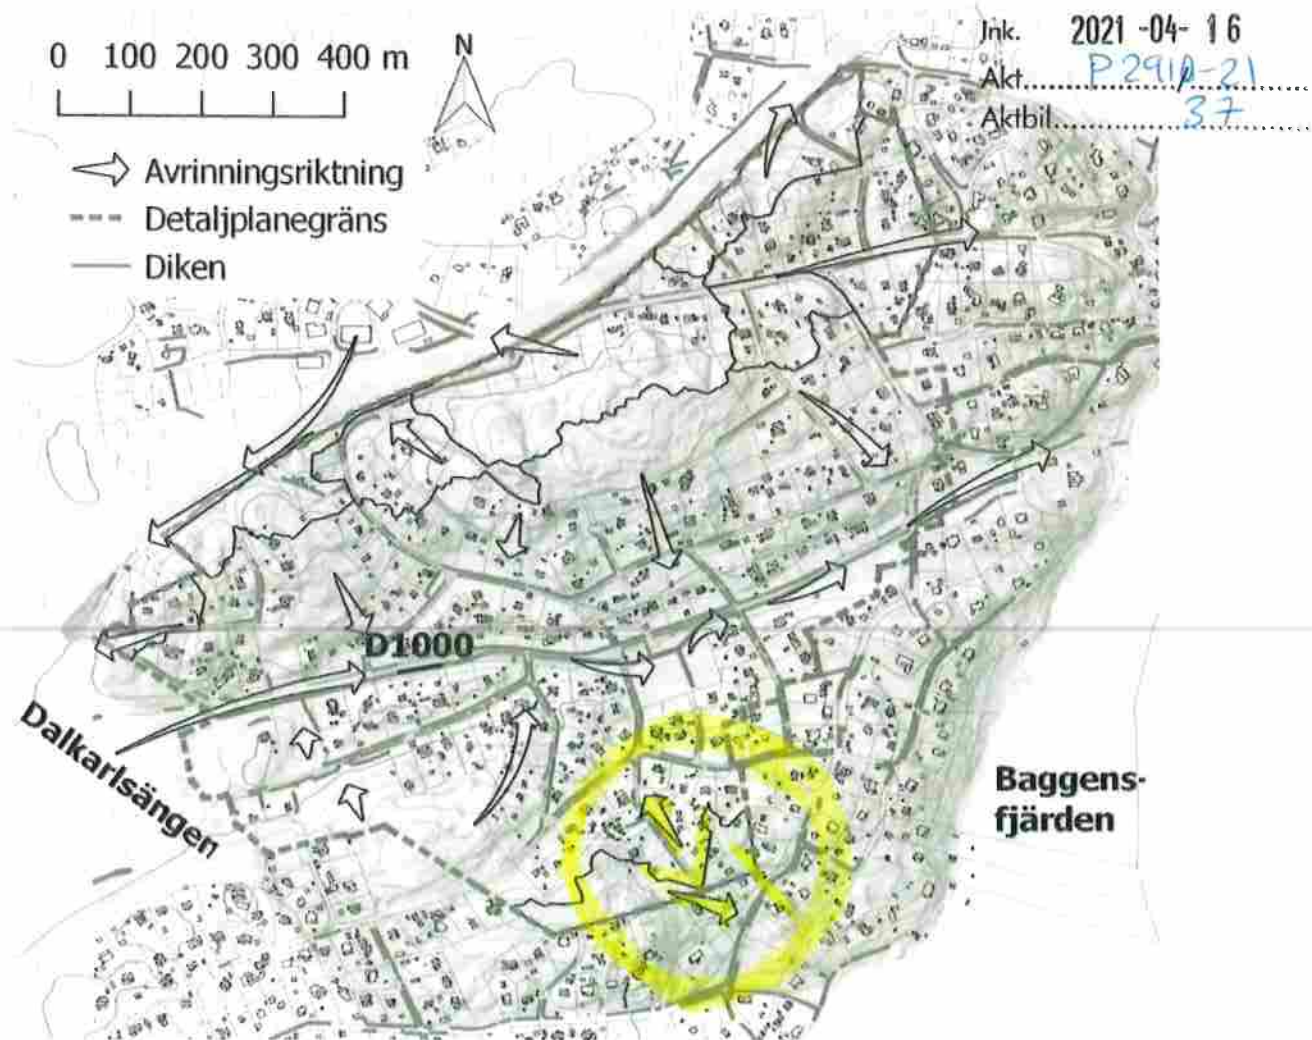 0 100 200 300 400 m
N
Ink. 2021 -04- 16
Akt.......P 2910-21
Aktbil.......37
Avrinningsriktning
Detaljplanegräns
Diken
D1000
Dalkarlsängen
Baggens-
fjärden